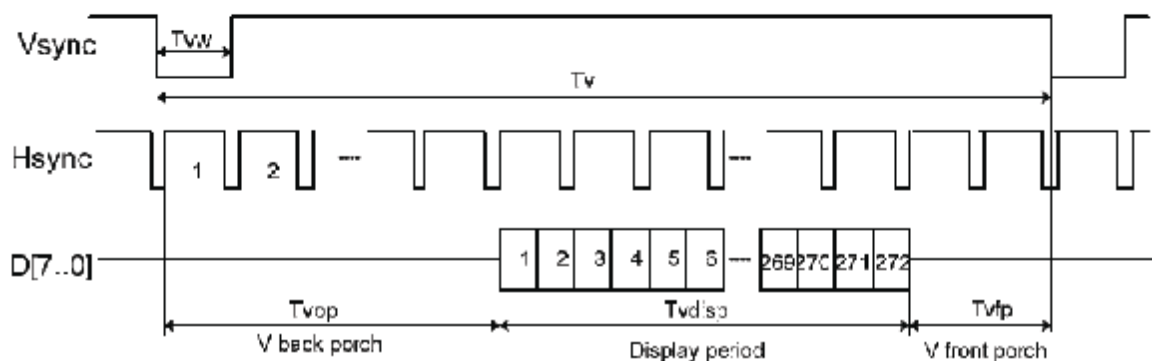 Vsync
Tvw
Tv
Hsync
1 2 ---- ----
D[7..0]
1 2 3 4 5 6 ---- 269 270 271 272
Tvbp Tvdisp Tvfp
V back porch Display period V front porch